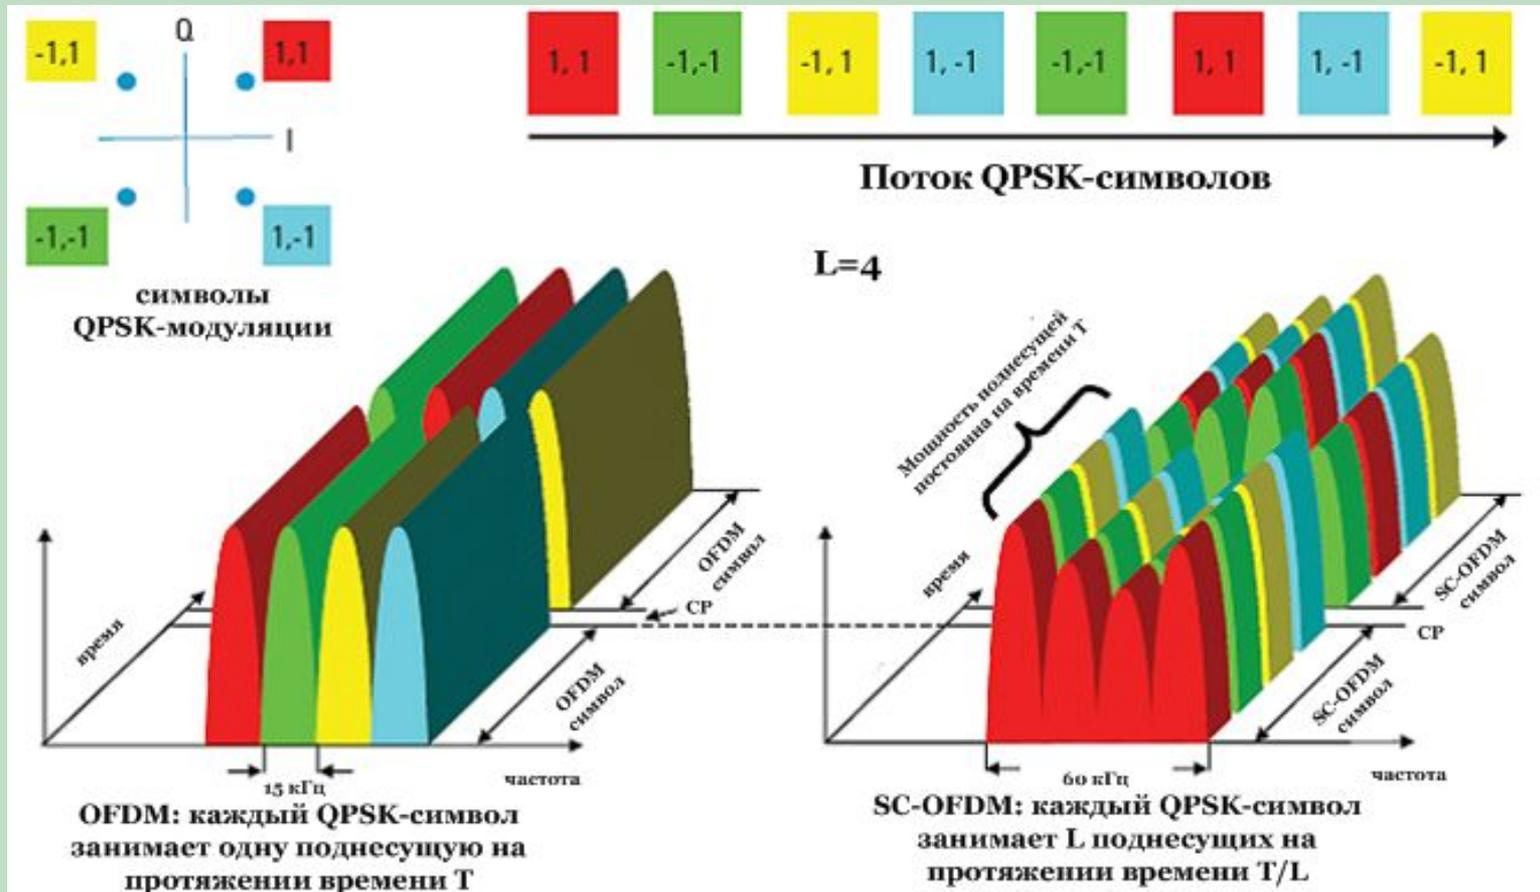 Q
-1,1
1,1
I
-1,-1
1,-1
символы
QPSK-модуляции
1, 1
-1,-1
-1, 1
1, -1
-1,-1
1, 1
1, -1
-1, 1
Поток QPSK-символов
L=4
время
OFDM
символ
CP
OFDM
символ
15 кГц
частота
OFDM: каждый QPSK-символ
занимает одну поднесущую на
протяжении времени T
Мощность поднесущей
постоянна на времени T
время
SC-OFDM
символ
CP
SC-OFDM
символ
60 кГц
частота
SC-OFDM: каждый QPSK-символ
занимает L поднесущих на
протяжении времени T/L